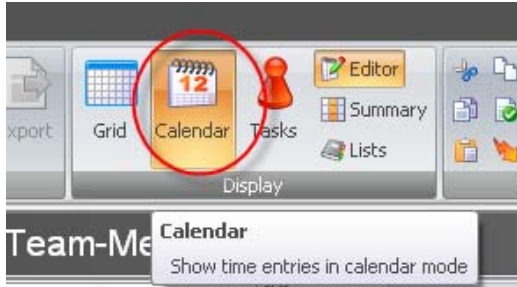 12
Editor
Summary
xport
Grid
Calendar
Tasks
Lists
Display
Team-Me
Calendar
Show time entries in calendar mode